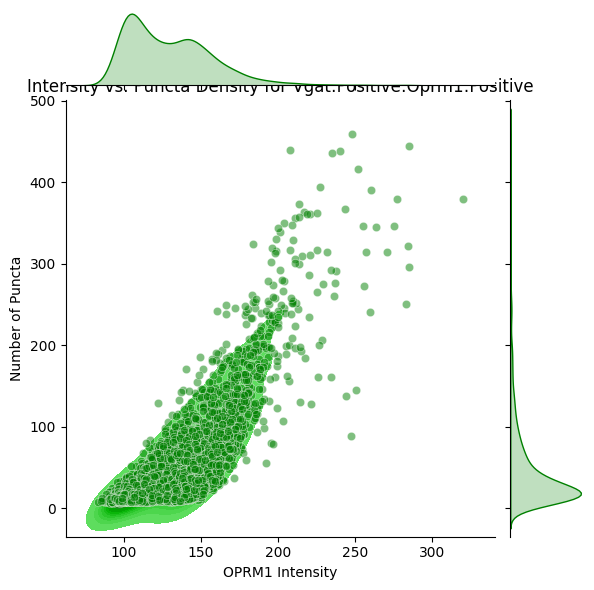 Intensity vs. Puncta Density for Vgat.Positive.Oprm1.Positive
500
400
300
200
100
0
Number of Puncta
100 150 200 250 300
OPRM1 Intensity